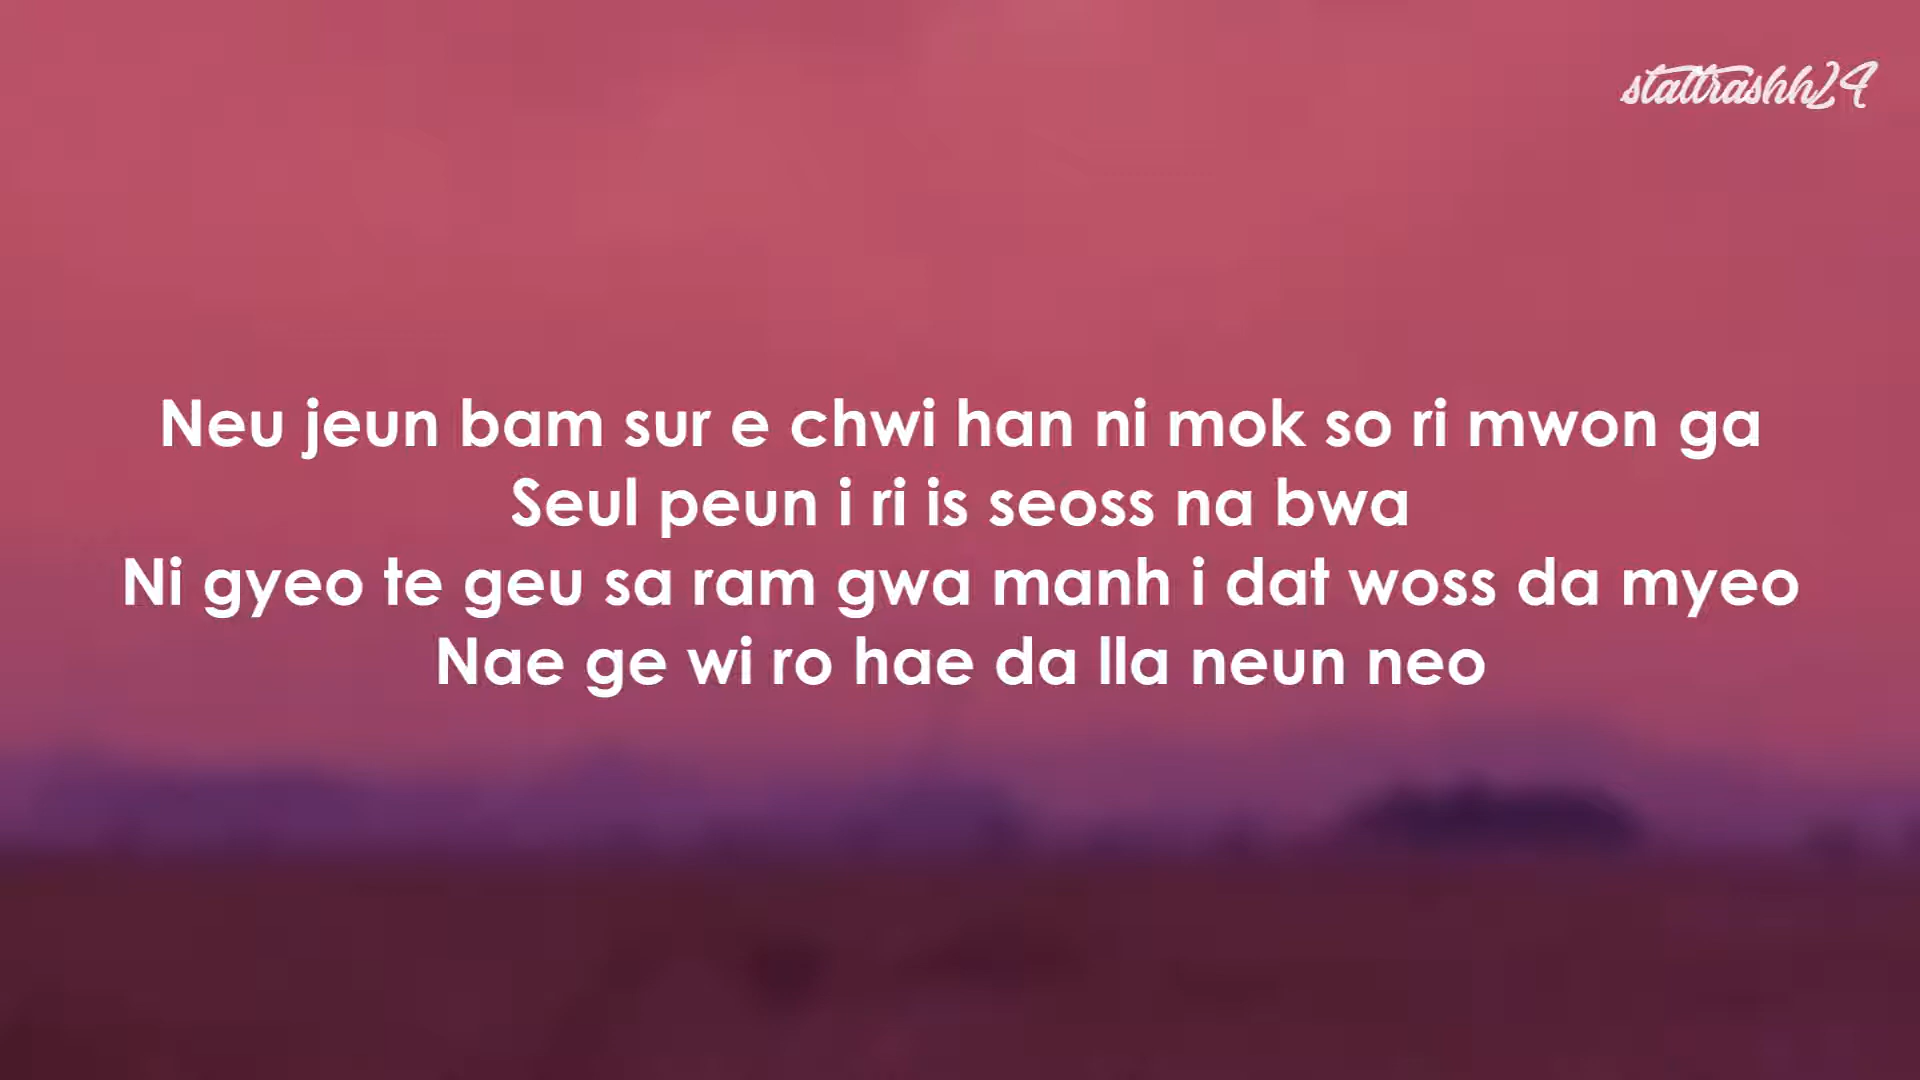 stattrashh24
Neu jeun bam sur e chwi han ni mok so ri mwon ga
Seul peun i ri is seoss na bwa
Ni gyeo te geu sa ram gwa manh i dat woss da myeo
Nae ge wi ro hae da lla neun neo